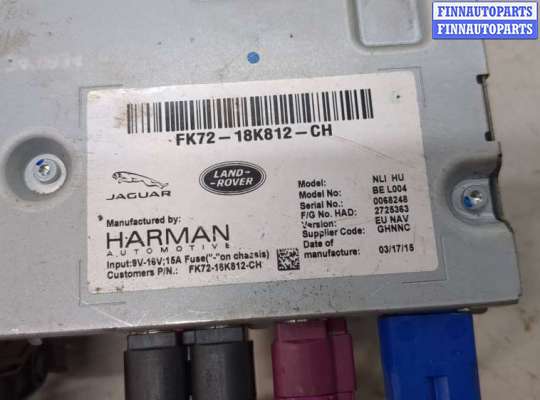 FINNAUTOPARTS
FINNAUTOPARTS
FK72-18K812-CH
JAGUAR
LAND-
-ROVER
Manufactured by:
HARMAN
AUTOMOTIVE
Input:9V-16V;15A Fuse("-"on chassis)
Customers P/N.: FK72-18K812-CH
Model: NLI HU
Model No: BE L004
Serial No.: 0068248
F/G No. HAD: 2725363
Version: EU NAV
Supplier Code: GHNNC
Date of
manufacture: 03/17/15